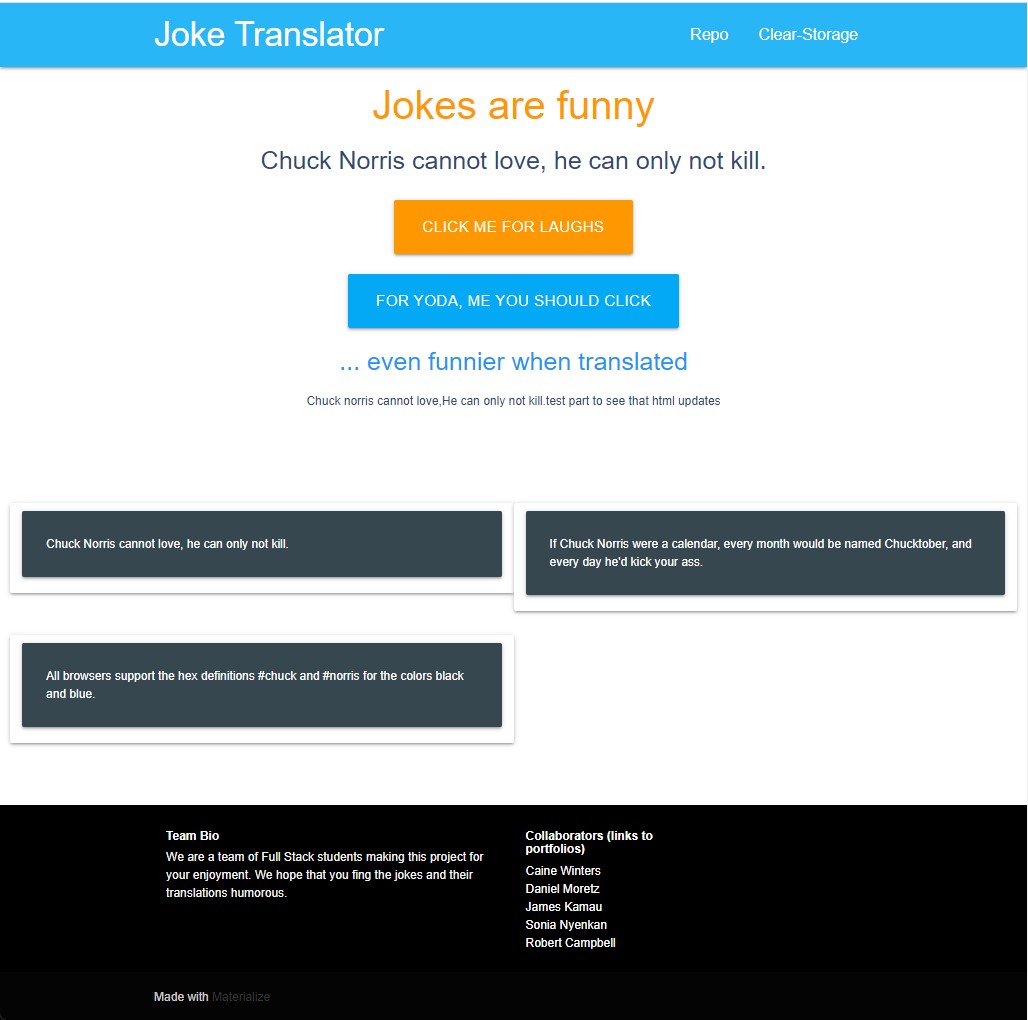 Joke Translator
Repo
Clear-Storage
Jokes are funny
Chuck Norris cannot love, he can only not kill.
CLICK ME FOR LAUGHS
FOR YODA, ME YOU SHOULD CLICK
... even funnier when translated
Chuck norris cannot love,He can only not kill.test part to see that html updates
Chuck Norris cannot love, he can only not kill.
If Chuck Norris were a calendar, every month would be named Chucktober, and
every day he'd kick your ass.
All browsers support the hex definitions #chuck and #norris for the colors black
and blue.
Team Bio
We are a team of Full Stack students making this project for
your enjoyment. We hope that you fing the jokes and their
translations humorous.
Collaborators (links to
portfolios)
Caine Winters
Daniel Moretz
James Kamau
Sonia Nyenkan
Robert Campbell
Made with Materialize